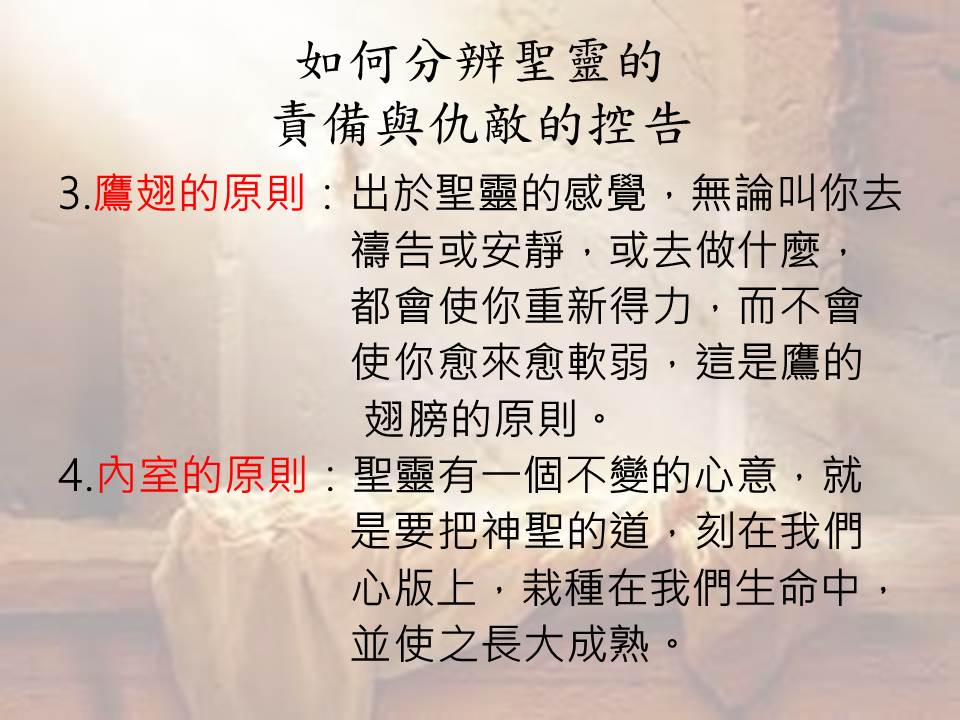 如何分辨聖靈的
責備與仇敵的控告
3.鷹翅的原則：出於聖靈的感覺，無論叫你去
禱告或安靜，或去做什麼，
都會使你重新得力，而不會
使你愈來愈軟弱，這是鷹的
翅膀的原則。
4.內室的原則：聖靈有一個不變的心意，就
是要把神聖的道，刻在我們
心版上，栽種在我們生命中，
並使之長大成熟。